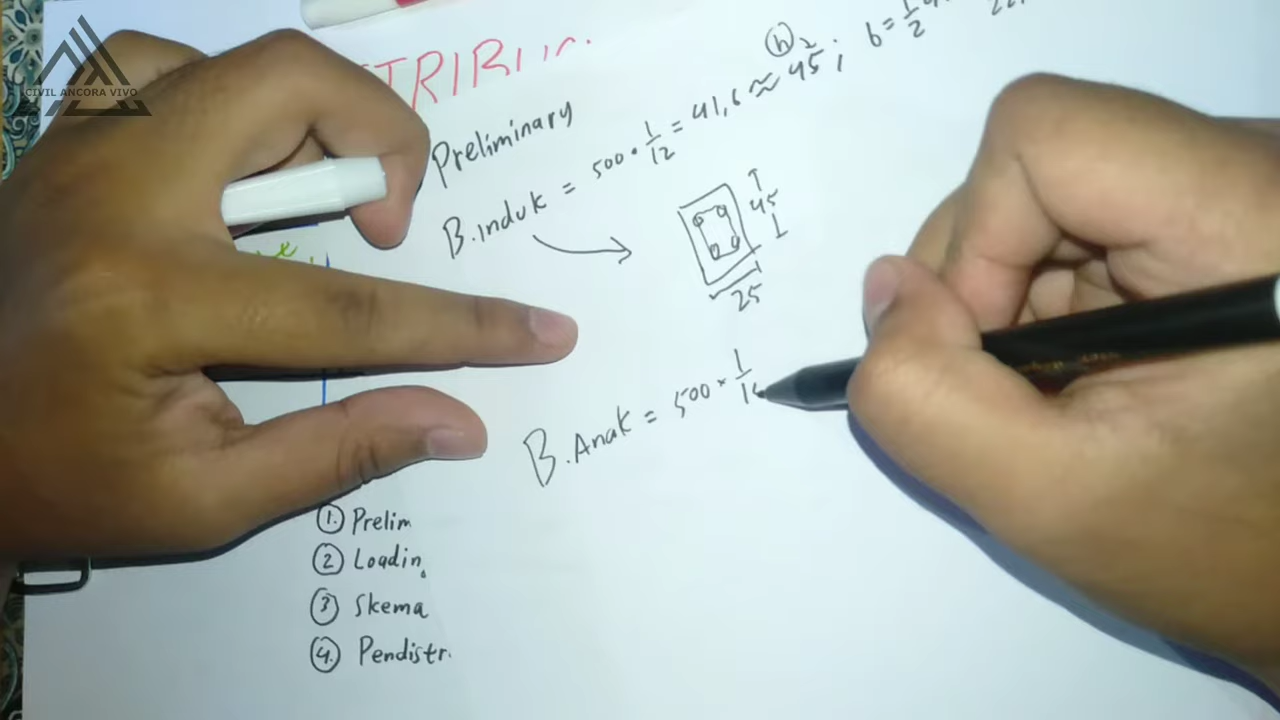 CIVIL ANCORA VIVO
Preliminary
B.induk = 500 · 1/12 = 41,6 ≈ 45 ; b = 1/2
(h)
45
25
B.Anak = 500 × 1/16
① Prelim
② Loadin
③ Skema
④ Pendistr.